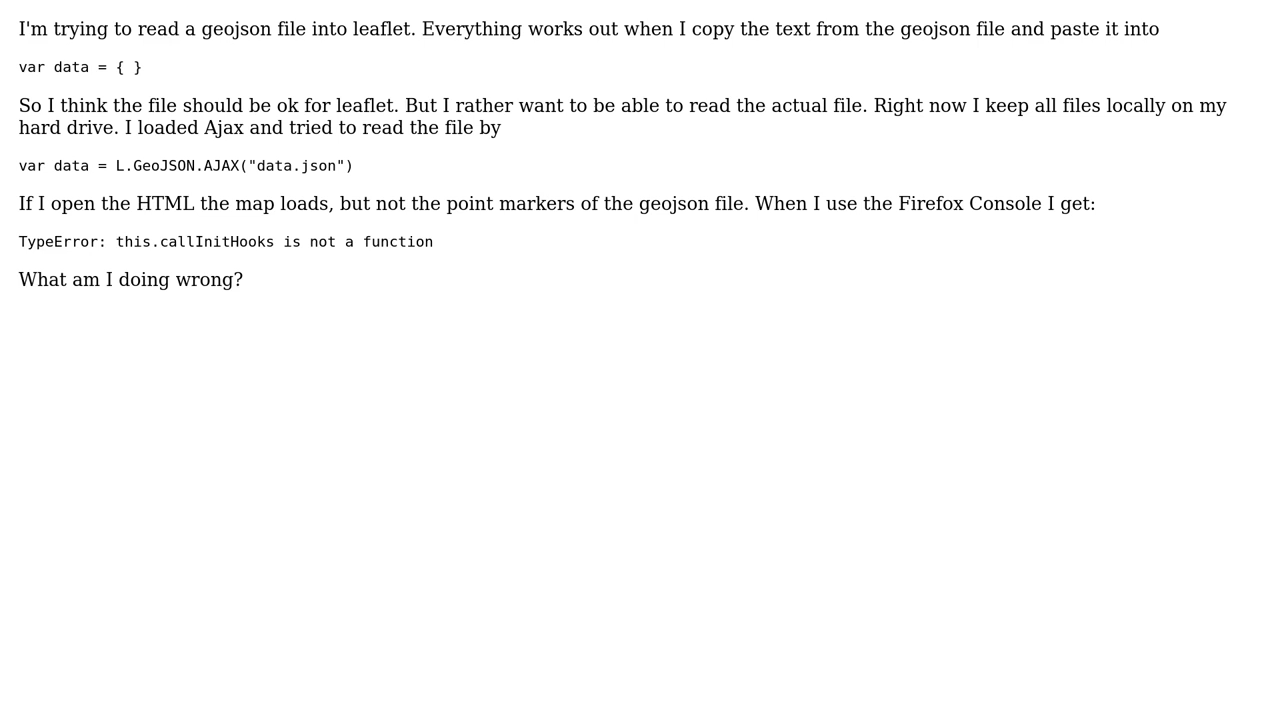 I'm trying to read a geojson file into leaflet. Everything works out when I copy the text from the geojson file and paste it into
var data = { }
So I think the file should be ok for leaflet. But I rather want to be able to read the actual file. Right now I keep all files locally on my
hard drive. I loaded Ajax and tried to read the file by
var data = L.GeoJSON.AJAX("data.json")
If I open the HTML the map loads, but not the point markers of the geojson file. When I use the Firefox Console I get:
TypeError: this.callInitHooks is not a function
What am I doing wrong?